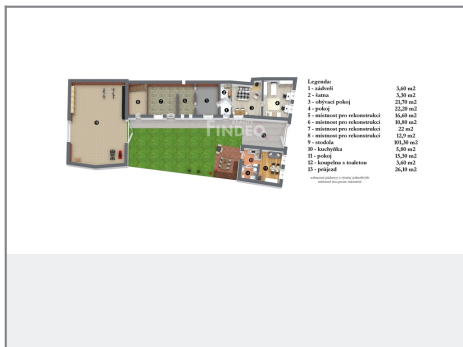 TINDEO
Legenda:
1 - zádveří 3,60 m2
2 - šatna 3,30 m2
3 - obývací pokoj 21,70 m2
4 - pokoj 22,20 m2
5 - místnost pro rekonstrukci 16,60 m2
6 - místnost pro rekonstrukci 10,80 m2
7 - místnost pro rekonstrukci 22 m2
8 - místnost pro rekonstrukci 12,9 m2
9 - stodola 101,30 m2
10 - kuchyňka 5,80 m2
11 - pokoj 15,30 m2
12 - koupelna s toaletou 3,60 m2
13 - průjezd 26,10 m2